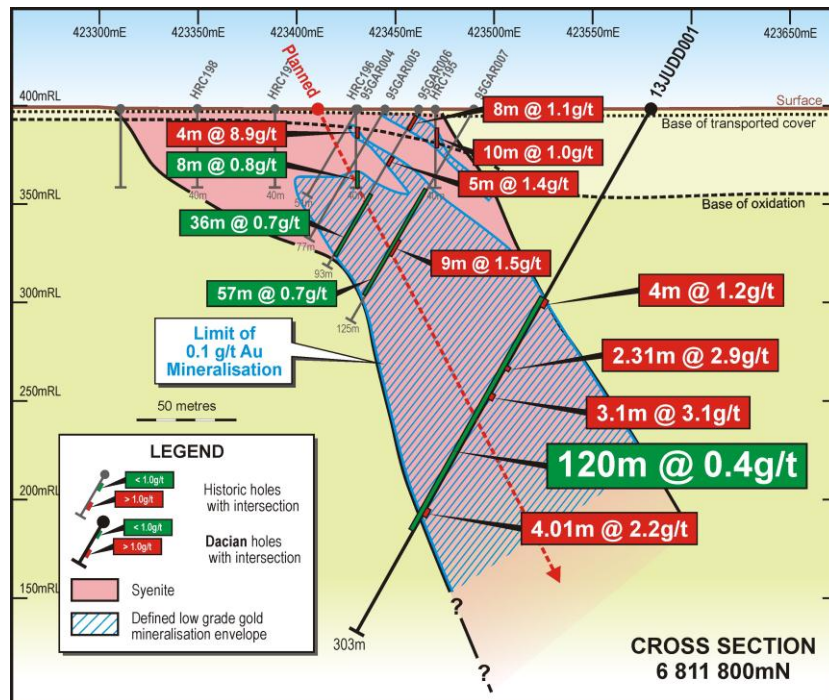 423300mE
423350mE
423400mE
423450mE
423500mE
423550mE
423650mE
HRC198
Planned
HRC196
95GAR004
95GAR005
95GAR006
HRC195
95GAR007
13JUDD001
400mRL
Surface
Base of transported cover
8m @ 1.1g/t
4m @ 8.9g/t
10m @ 1.0g/t
8m @ 0.8g/t
5m @ 1.4g/t
40m
40m
40m
40m
350mRL
Base of oxidation
36m @ 0.7g/t
77m
93m
9m @ 1.5g/t
57m @ 0.7g/t
4m @ 1.2g/t
300mRL
125m
Limit of
0.1 g/t Au
Mineralisation
2.31m @ 2.9g/t
250mRL
3.1m @ 3.1g/t
50 metres
120m @ 0.4g/t
LEGEND
< 1.0g/t
> 1.0g/t
Historic holes
with intersection
200mRL
4.01m @ 2.2g/t
< 1.0g/t
> 1.0g/t
Dacian holes
with intersection
Syenite
150mRL
Defined low grade gold
mineralisation envelope
?
303m
?
CROSS SECTION
6 811 800mN